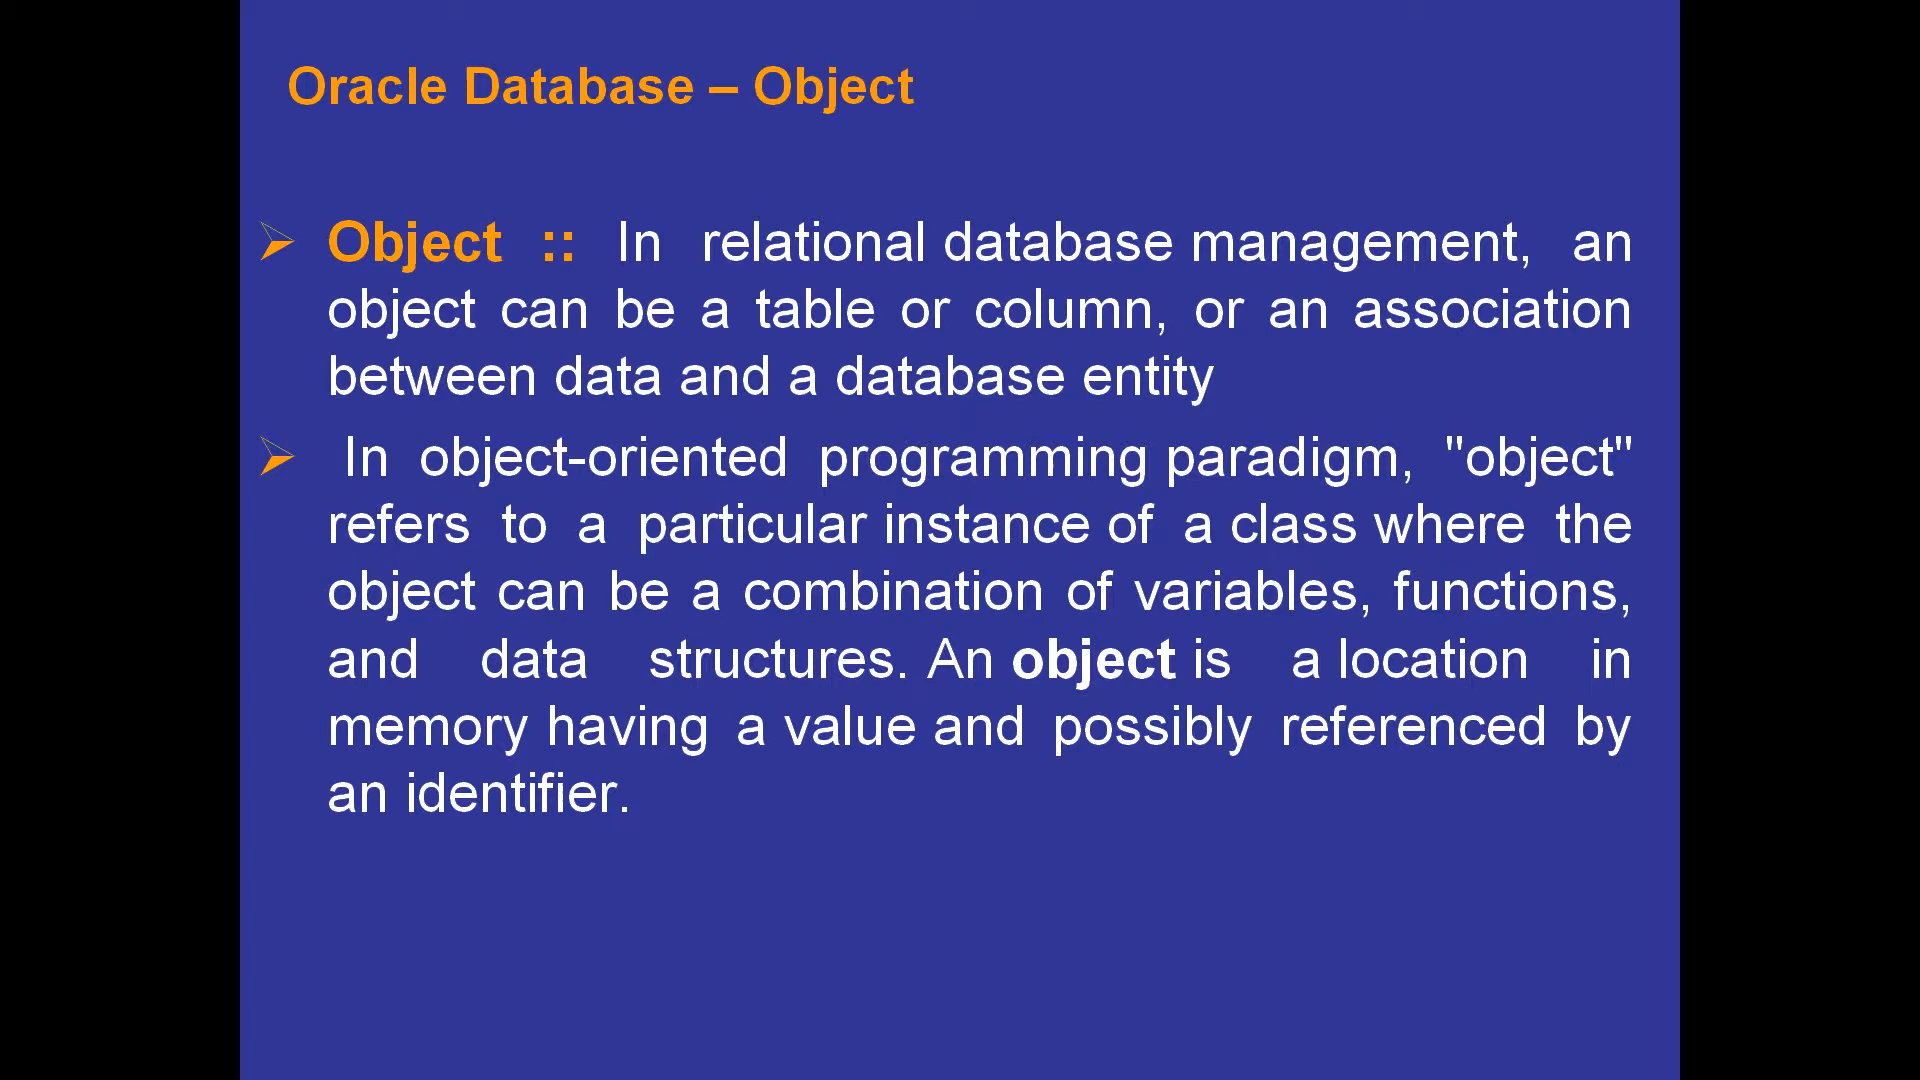 Oracle Database – Object
Object :: In relational database management, an
object can be a table or column, or an association
between data and a database entity
In object-oriented programming paradigm, "object"
refers to a particular instance of a class where the
object can be a combination of variables, functions,
and data structures. An object is a location in
memory having a value and possibly referenced by
an identifier.